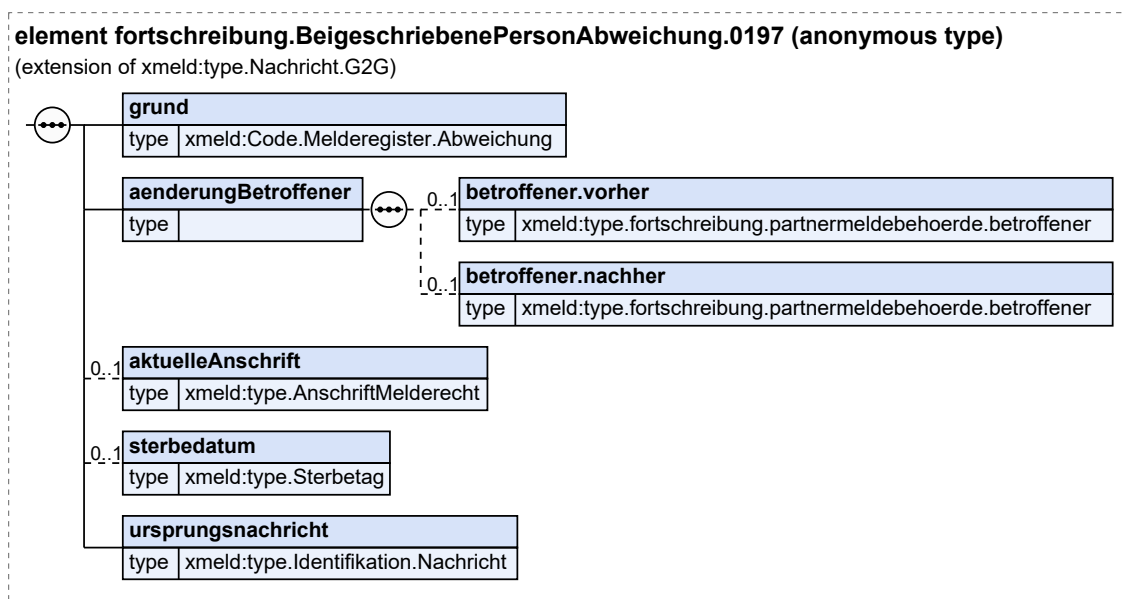 element fortschreibung.BeigeschriebenePersonAbweichung.0197 (anonymous type)
(extension of xmeld:type.Nachricht.G2G)
grund
type xmeld:Code.Melderegister.Abweichung
aenderungBetroffener
type
0..1 betroffener.vorher
type xmeld:type.fortschreibung.partnermeldebehoerde.betroffener
0..1 betroffener.nachher
type xmeld:type.fortschreibung.partnermeldebehoerde.betroffener
0..1 aktuelleAnschrift
type xmeld:type.AnschriftMelderecht
0..1 sterbedatum
type xmeld:type.Sterbetag
ursprungsnachricht
type xmeld:type.Identifikation.Nachricht